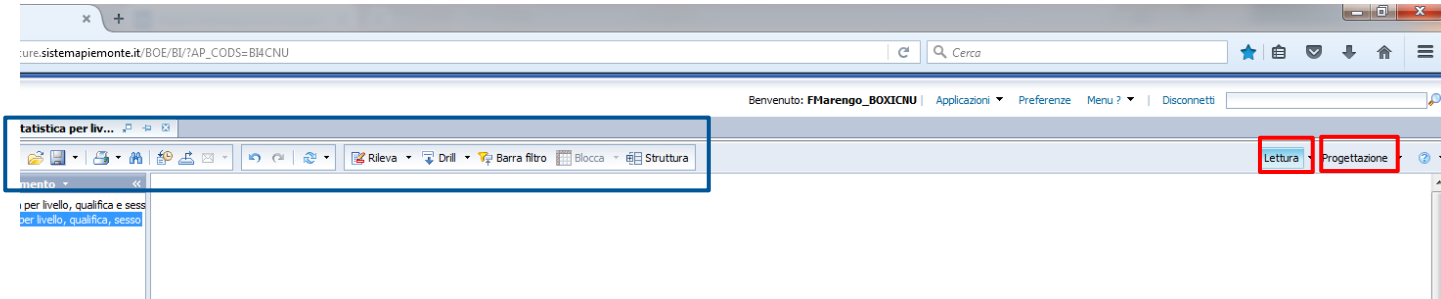 ture.sistemapiemonte.it/BOE/BI/?AP_CODS=BI4CNU
Cerca
Benvenuto: FMarengo_BOXICNU | Applicazioni Preferenze Menu ? | Disconnetti
tatistica per liv...
Rileva Drill Barra filtro Blocca Struttura
Lettura Progettazione
mento
per livello, qualifica e sess
per livello, qualifica, sesso